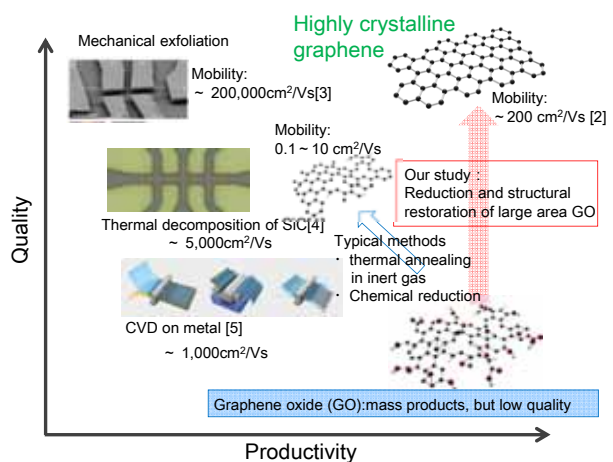 Highly crystalline
graphene
Mechanical exfoliation
Mobility:
~ 200,000cm²/Vs[3]
Mobility:
~ 200 cm²/Vs [2]
Mobility:
0.1 ~ 10 cm²/Vs
Our study :
Reduction and structural
restoration of large area GO
Thermal decomposition of SiC[4]
~ 5,000cm²/Vs
Typical methods
・ thermal annealing
in inert gas
・ Chemical reduction
CVD on metal [5]
~ 1,000cm²/Vs
Graphene oxide (GO):mass products, but low quality
Quality
Productivity